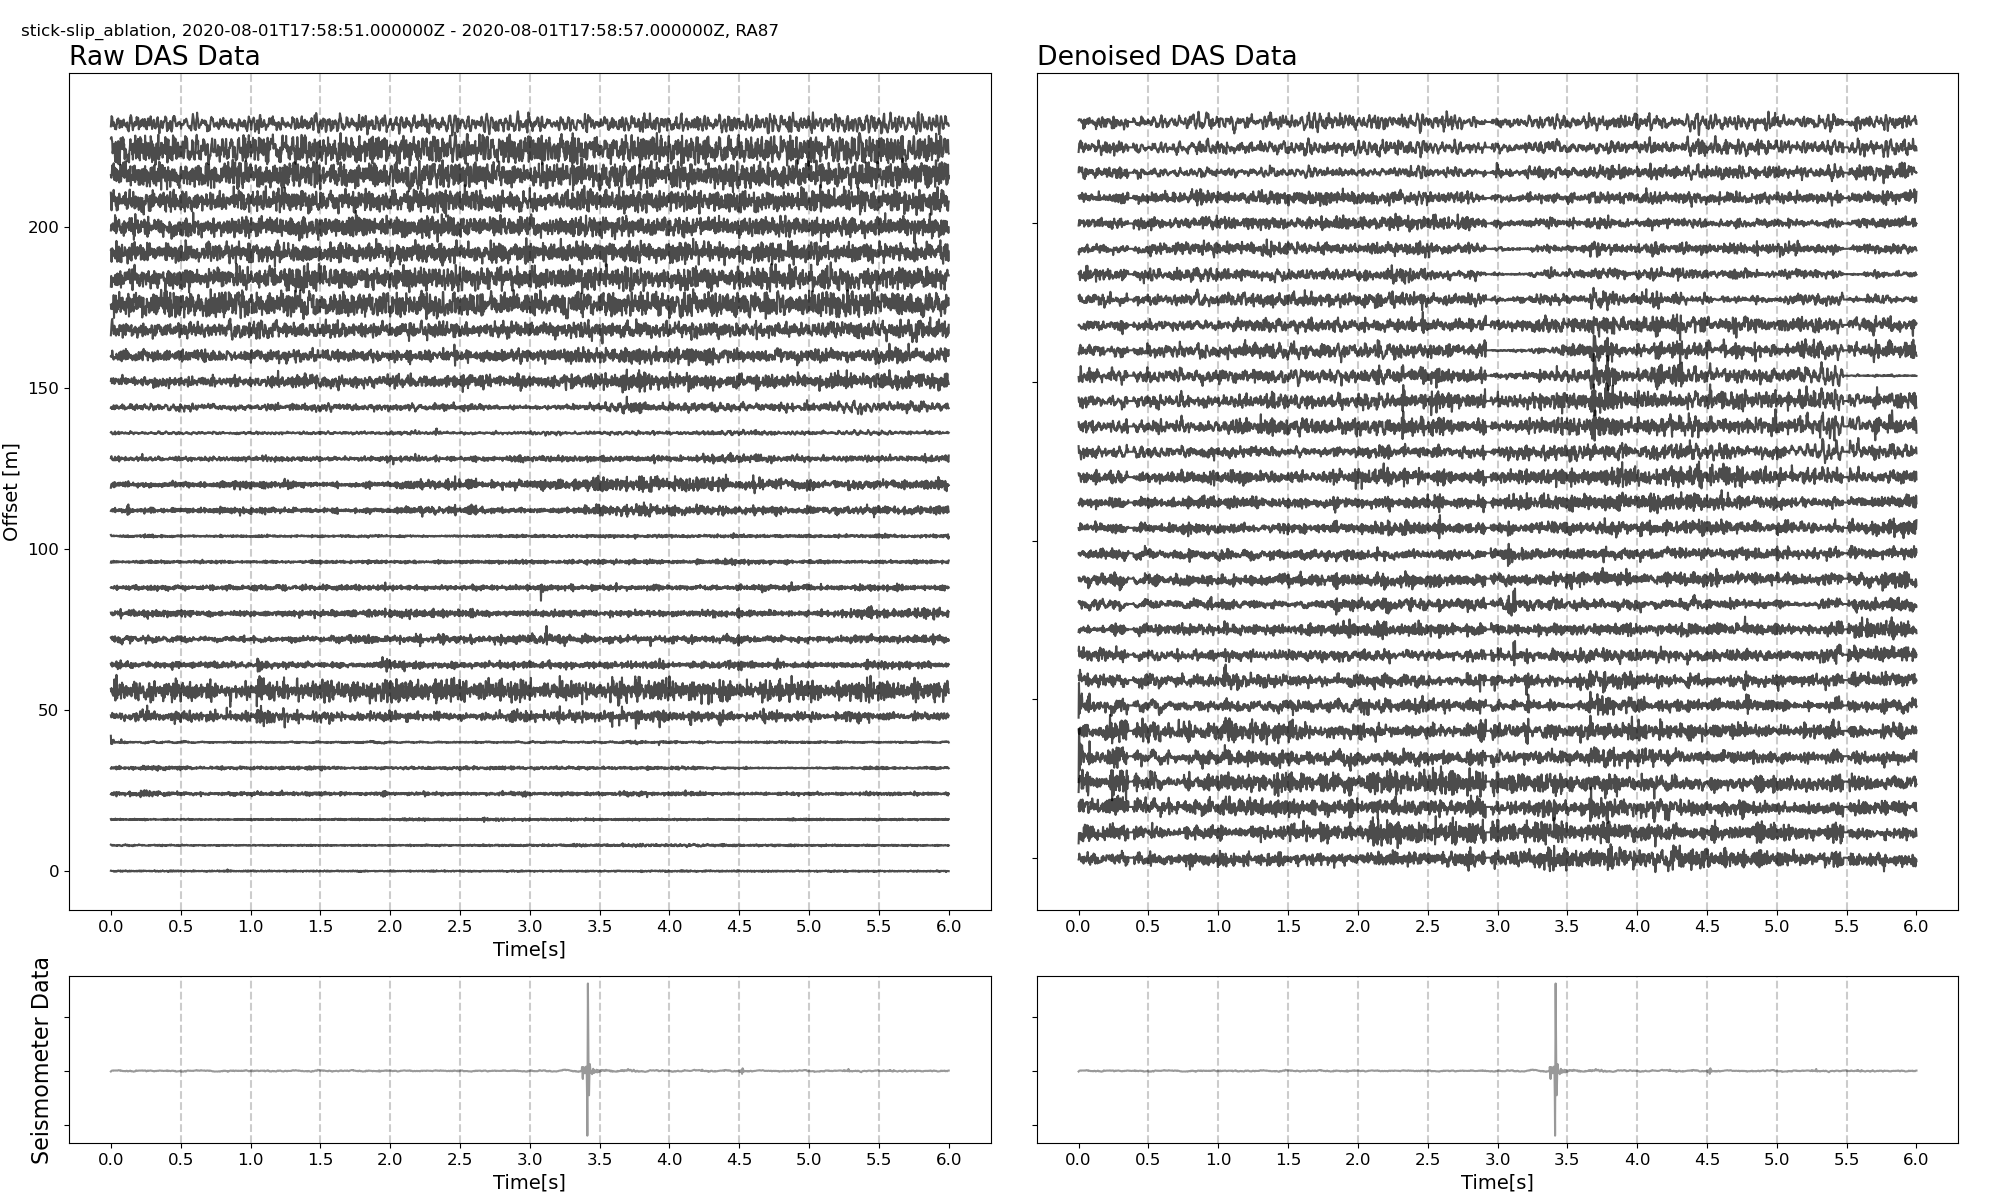 stick-slip_ablation, 2020-08-01T17:58:51.000000Z - 2020-08-01T17:58:57.000000Z, RA87
Raw DAS Data
Denoised DAS Data
Offset [m]
200
150
100
50
0
0.0 0.5 1.0 1.5 2.0 2.5 3.0 3.5 4.0 4.5 5.0 5.5 6.0
Time[s]
0.0 0.5 1.0 1.5 2.0 2.5 3.0 3.5 4.0 4.5 5.0 5.5 6.0
Seismometer Data
0.0 0.5 1.0 1.5 2.0 2.5 3.0 3.5 4.0 4.5 5.0 5.5 6.0
Time[s]
0.0 0.5 1.0 1.5 2.0 2.5 3.0 3.5 4.0 4.5 5.0 5.5 6.0
Time[s]